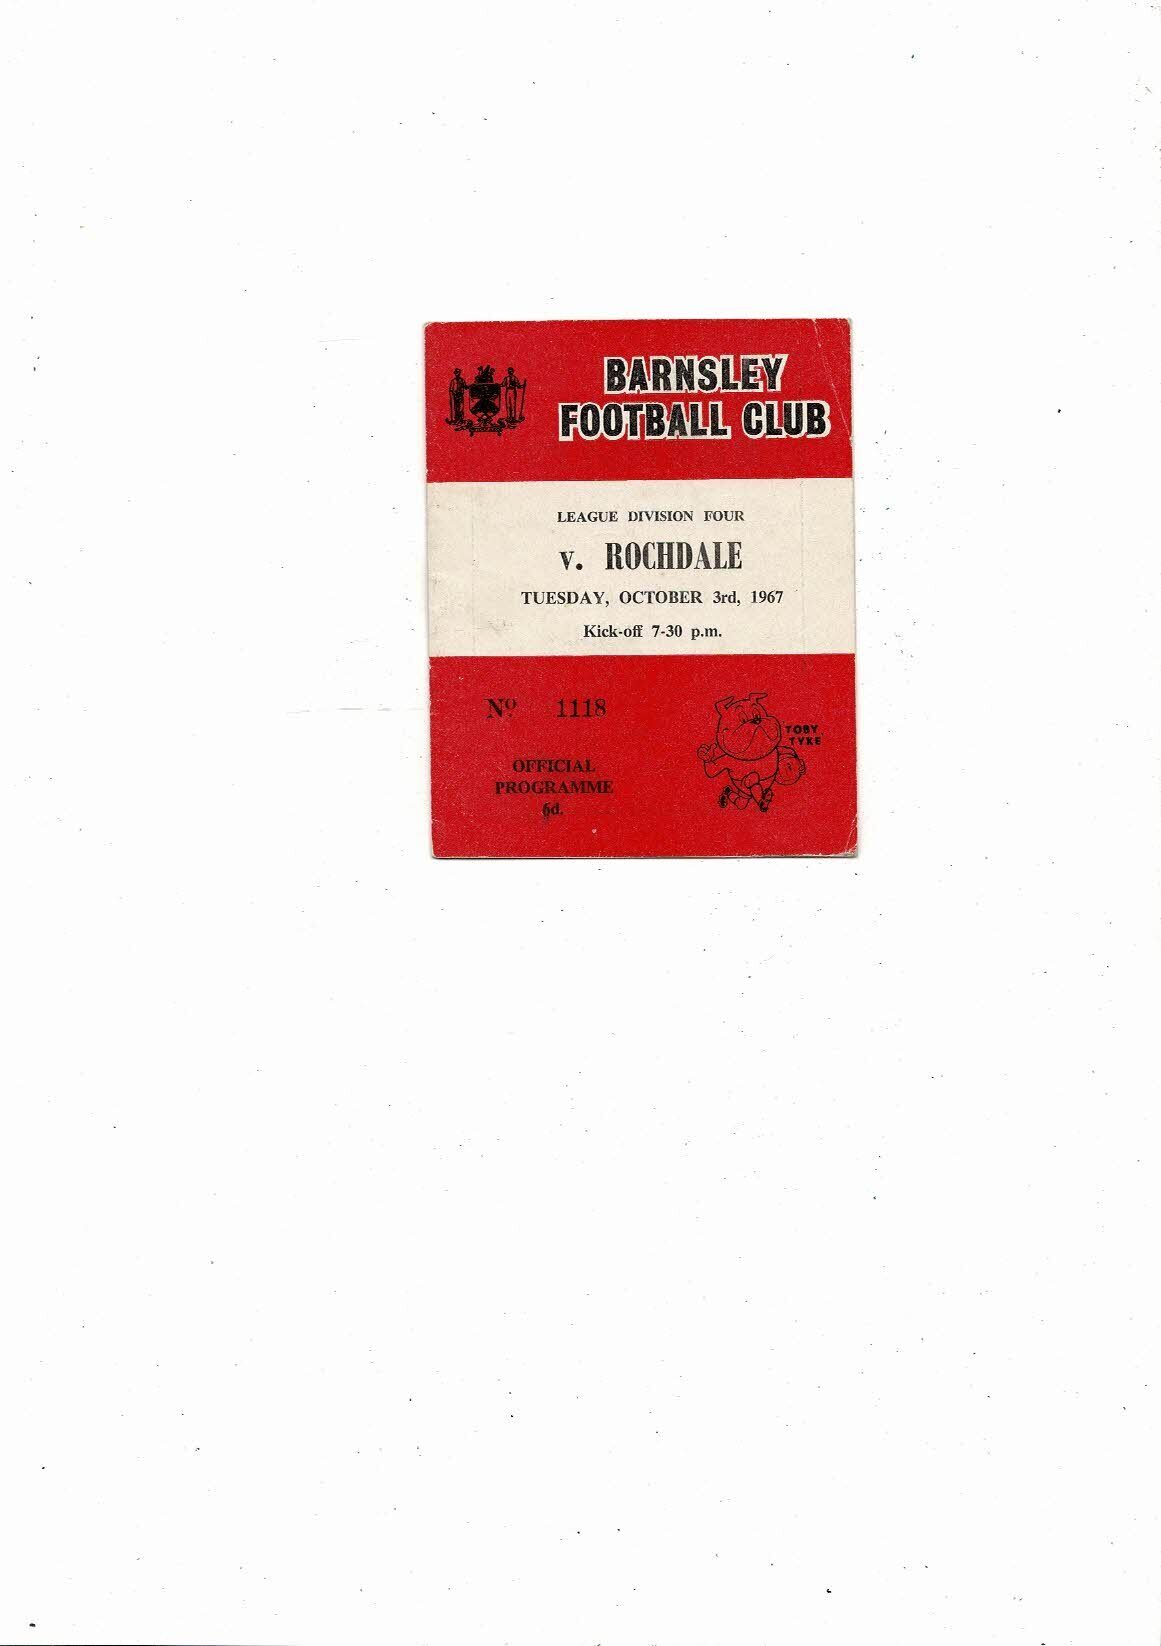 BARNSLEY
FOOTBALL CLUB
LEAGUE DIVISION FOUR
v. ROCHDALE
TUESDAY, OCTOBER 3rd, 1967
Kick-off 7-30 p.m.
No. 1118
TOBY
TYKE
OFFICIAL
PROGRAMME
6d.